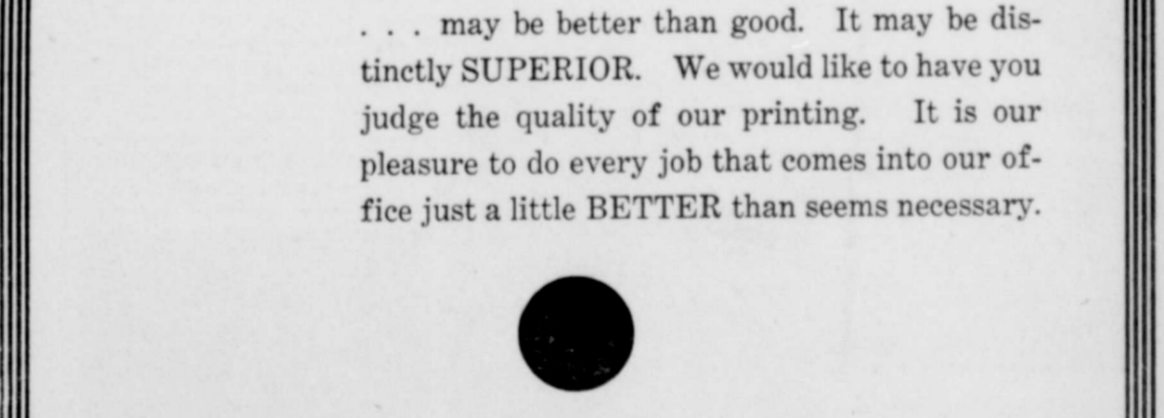 . . . may be better than good. It may be dis-
tinctly SUPERIOR. We would like to have you
judge the quality of our printing. It is our
pleasure to do every job that comes into our of-
fice just a little BETTER than seems necessary.